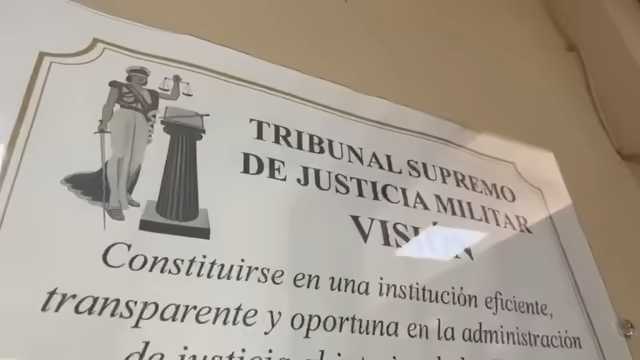 TRIBUNAL SUPREMO
DE JUSTICIA MILITAR
VISIÓN
Constituirse en una institución eficiente,
transparente y oportuna en la administración
de justicia